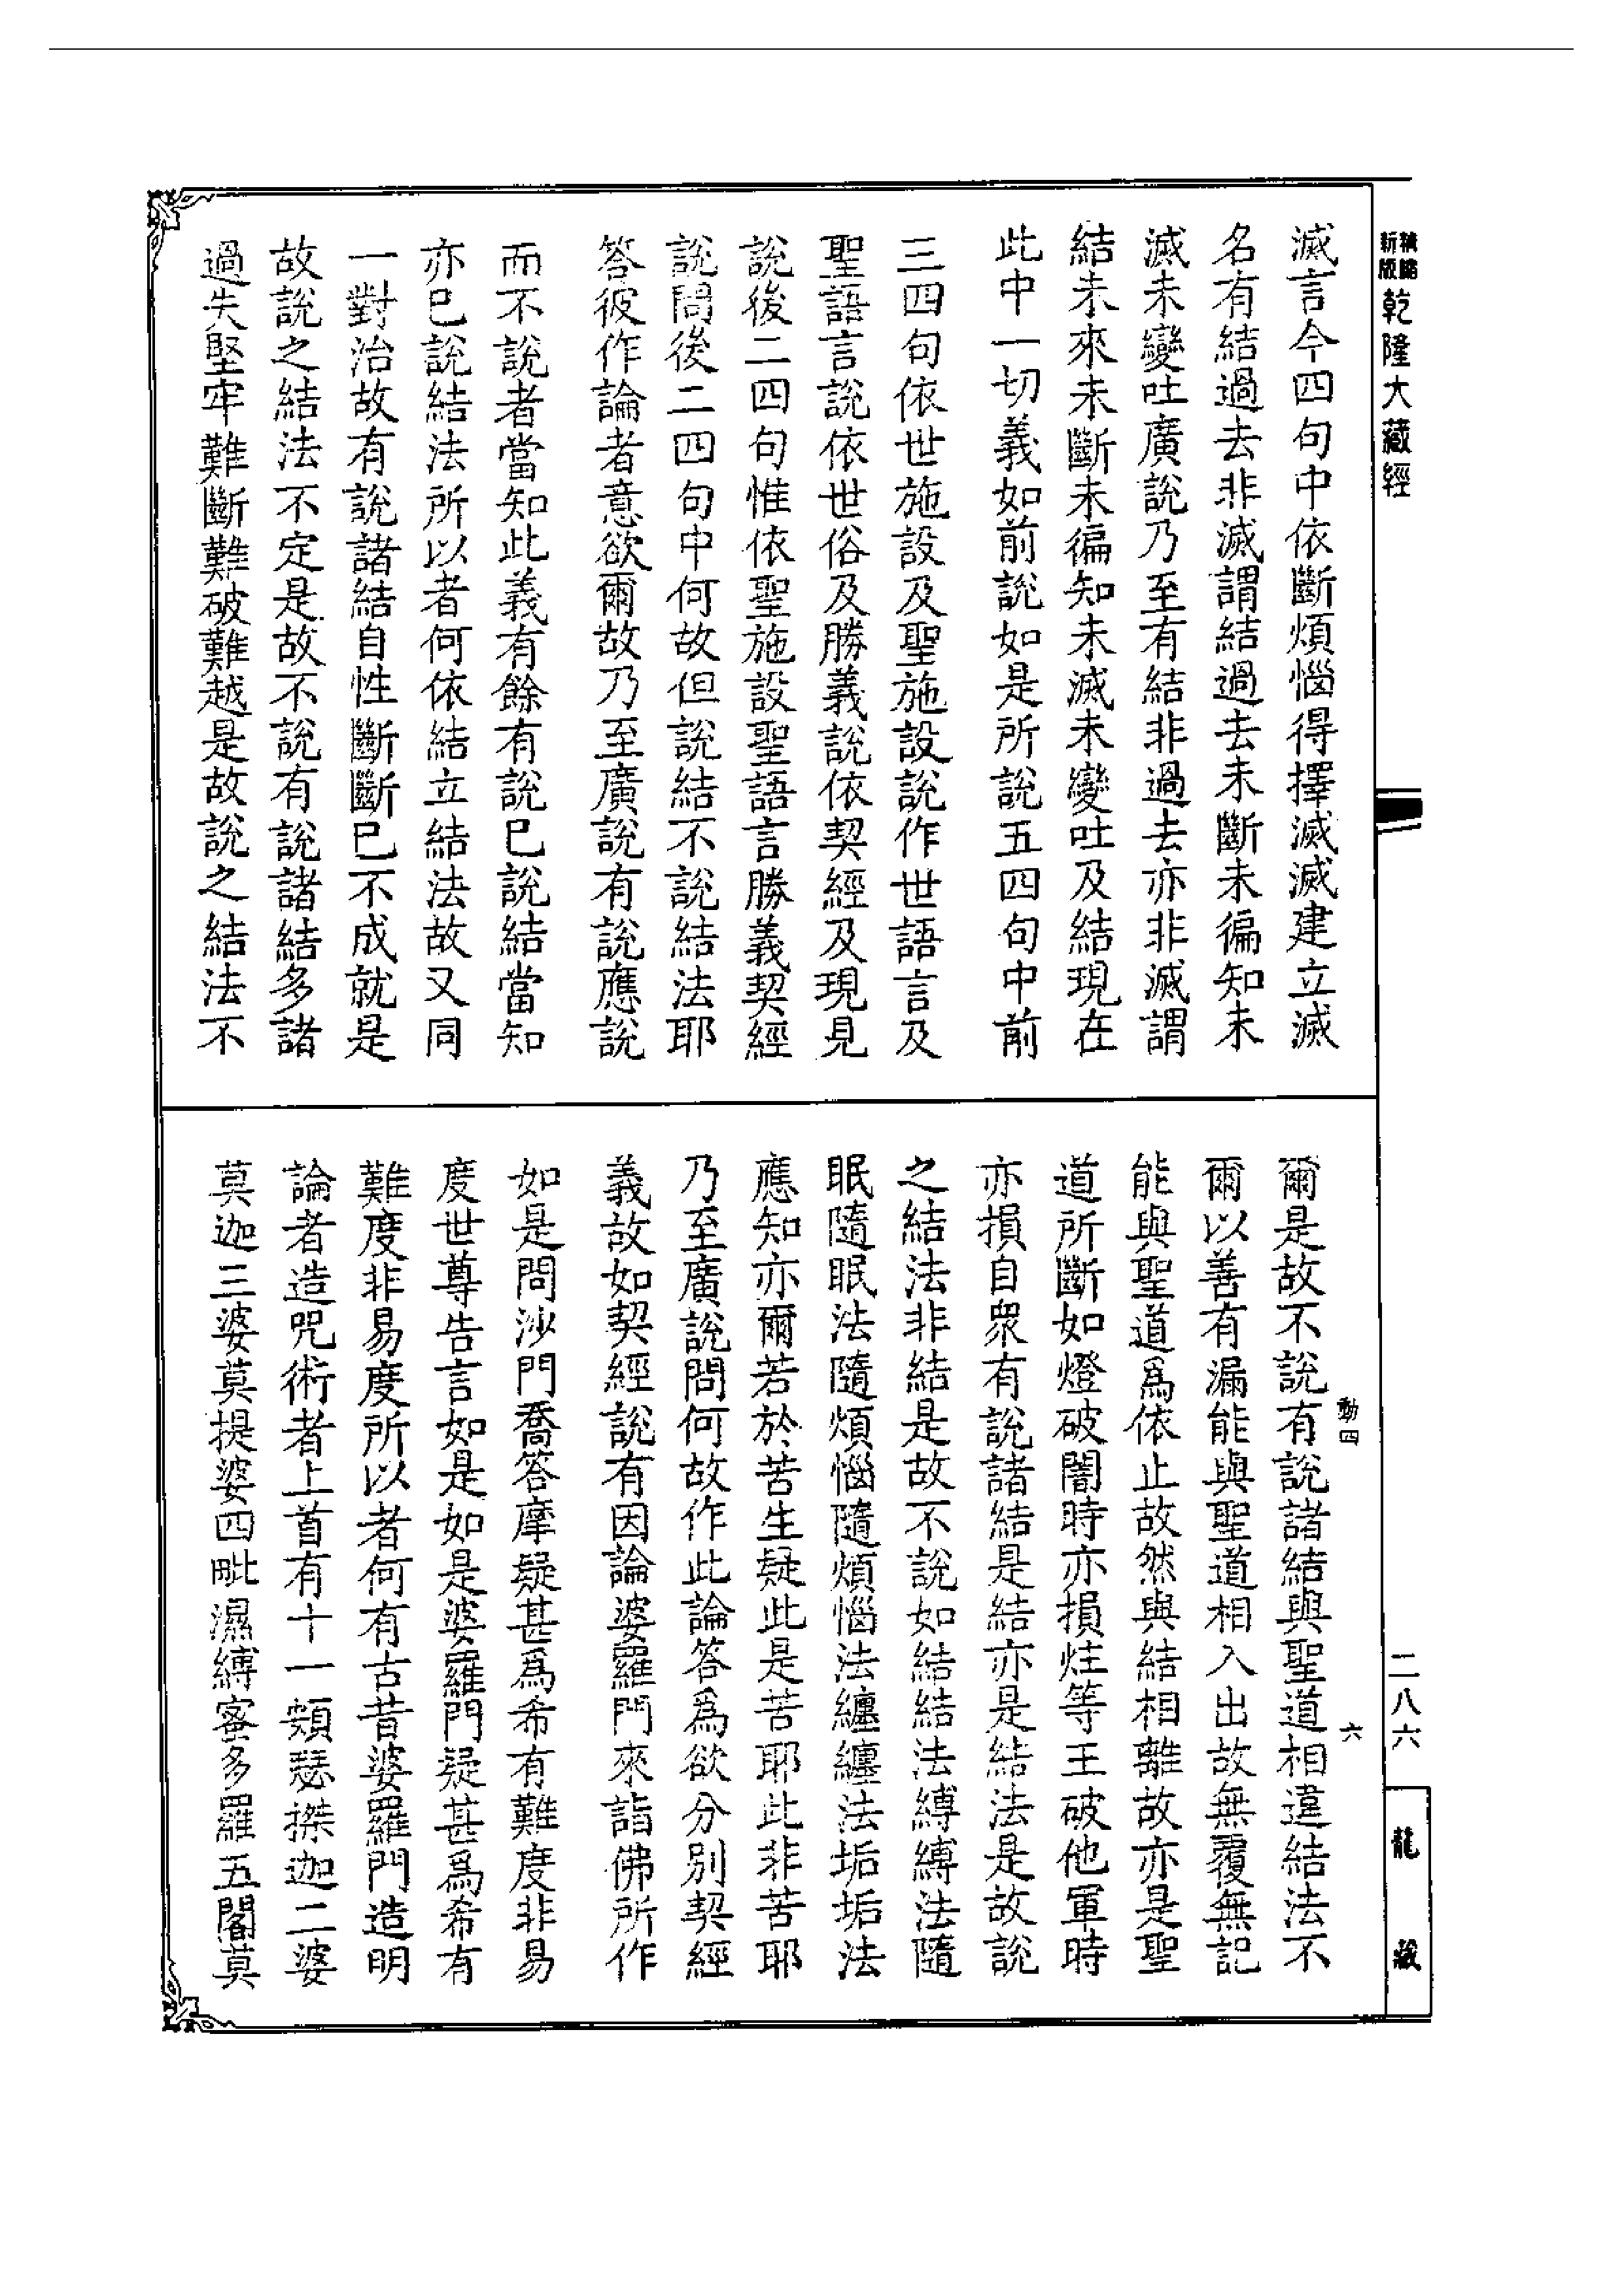 新版精縮乾隆大藏經
滅言今四句中依斷煩惱得擇滅滅建立滅
名有結過去非滅謂結過去未斷未徧知未
滅未變吐廣說乃至有結非過去亦非滅謂
結未來未斷未徧知未滅未變吐及結現在
此中一切義如前說如是所說五四句中前
三四句依世施設及聖施設說作世語言及
聖語言說依世俗及勝義說依契經及現見
說後二四句惟依聖施設聖語言勝義契經
說問後二四句中何故但說結不說結法耶
答彼作論者意欲爾故乃至廣說有說應說
而不說者當知此義有餘有說已說結當知
亦已說結法所以者何依結立結法故又同
一對治故有說諸結自性斷斷已不成就是
故說之結法不定是故不說有說諸結多諸
過失堅牢難斷難破難越是故說之結法不
爾是故不說有說諸結與聖道相違結法不
爾以善有漏能與聖道相入出故無覆無記
能與聖道為依止故然與結相離故亦是聖
道所斷如燈破闇時亦損炷等王破他軍時
亦損自眾有說諸結是結亦是結法是故說
之結法非結是故不說如結結法縛縛法隨
眠隨眠法隨煩惱隨煩惱法纏纏法垢垢法
應知亦爾若於苦生疑此是苦耶此非苦耶
乃至廣說問何故作此論答為欲分別契經
義故如契經說有因論婆羅門來詣佛所作
如是問沙門喬答摩疑甚為希有難度非易
度世尊告言如是如是婆羅門疑甚為希有
難度非易度所以者何有古昔婆羅門造明
論者造咒術者上首有十一頞瑟搩迦二婆
莫迦三婆莫提婆四毗濕縛蜜多羅五閣莫
動四
六
二八六
龍藏